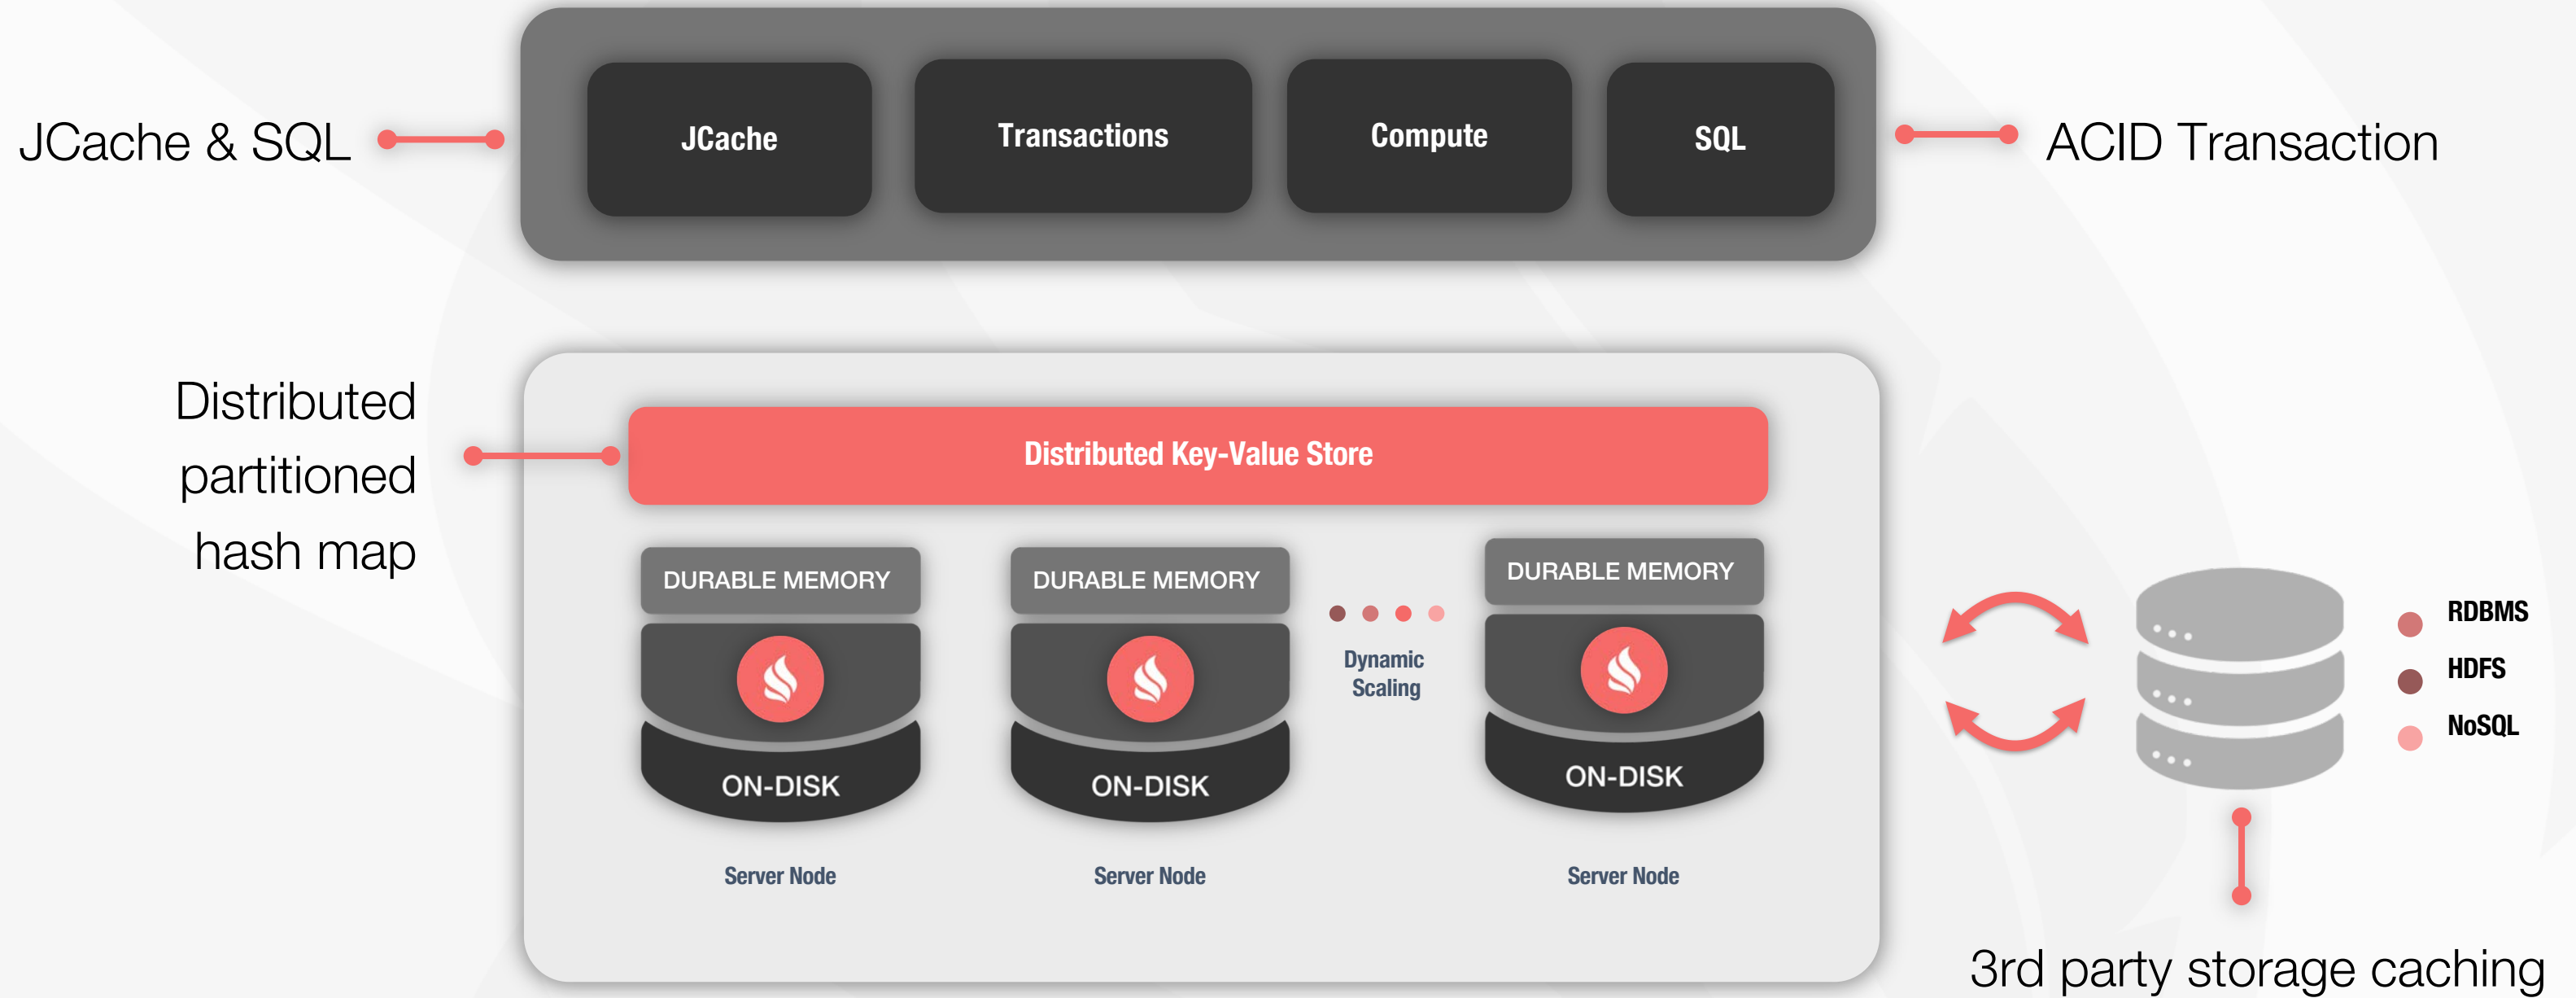 JCache & SQL
JCache
Transactions
Compute
SQL
ACID Transaction
Distributed
partitioned
hash map
Distributed Key-Value Store
DURABLE MEMORY
DURABLE MEMORY
DURABLE MEMORY
Dynamic
Scaling
ON-DISK
ON-DISK
ON-DISK
Server Node
Server Node
Server Node
RDBMS
HDFS
NoSQL
3rd party storage caching